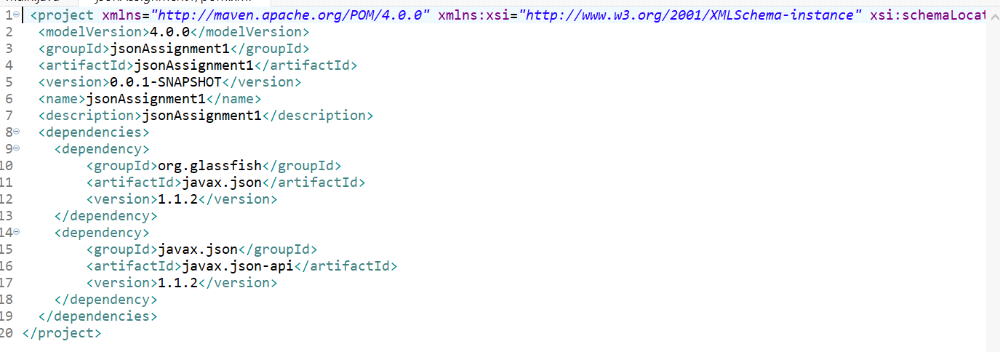 1 <project xmlns="http://maven.apache.org/POM/4.0.0" xmlns:xsi="http://www.w3.org/2001/XMLSchema-instance" xsi:schemaLocat
2 <modelVersion>4.0.0</modelVersion>
3 <groupId>jsonAssignment1</groupId>
4 <artifactId>jsonAssignment1</artifactId>
5 <version>0.0.1-SNAPSHOT</version>
6 <name>jsonAssignment1</name>
7 <description>jsonAssignment1</description>
8 <dependencies>
9 <dependency>
10 <groupId>org.glassfish</groupId>
11 <artifactId>javax.json</artifactId>
12 <version>1.1.2</version>
13 </dependency>
14 <dependency>
15 <groupId>javax.json</groupId>
16 <artifactId>javax.json-api</artifactId>
17 <version>1.1.2</version>
18 </dependency>
19 </dependencies>
20 </project>